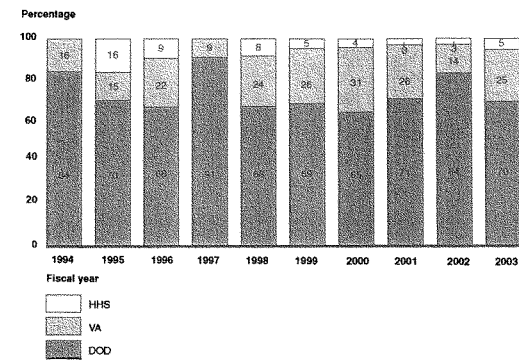 Percentage
100
16 16 9 9 8 5 4 5
80
15 22 24 26 31 26 14 25
60
40
84 70 68 91 68 69 65 71 84 70
20
0
1994 1995 1996 1997 1998 1999 2000 2001 2002 2003
Fiscal year
HHS
VA
DOD